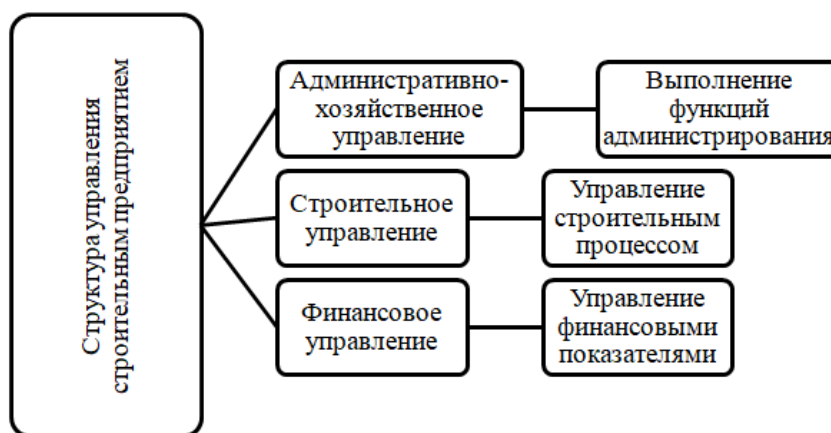 Структура управления
строительным предприятием
Административно-
хозяйственное
управление
Выполнение
функций
администрирования
Строительное
управление
Управление
строительным
процессом
Финансовое
управление
Управление
финансовыми
показателями